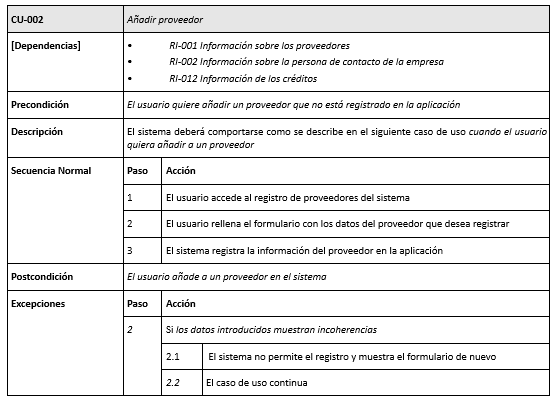 CU-002 Añadir proveedor
[Dependencias] • RI-001 Información sobre los proveedores
• RI-002 Información sobre la persona de contacto de la empresa
• RI-012 Información de los créditos
Precondición El usuario quiere añadir un proveedor que no está registrado en la aplicación
Descripción El sistema deberá comportarse como se describe en el siguiente caso de uso cuando el usuario
quiera añadir a un proveedor
Secuencia Normal Paso Acción
1 El usuario accede al registro de proveedores del sistema
2 El usuario rellena el formulario con los datos del proveedor que desea registrar
3 El sistema registra la información del proveedor en la aplicación
Postcondición El usuario añade a un proveedor en el sistema
Excepciones Paso Acción
2 Si los datos introducidos muestran incoherencias
2.1 El sistema no permite el registro y muestra el formulario de nuevo
2.2 El caso de uso continua